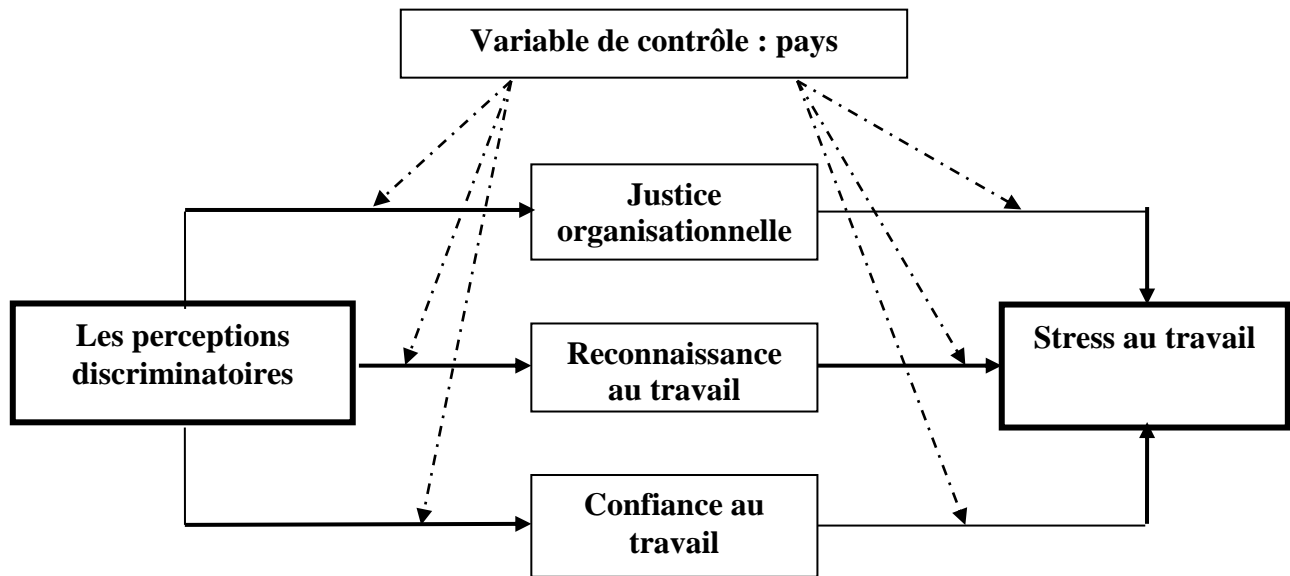 Variable de contrôle : pays
Justice
organisationnelle
Les perceptions
discriminatoires
Reconnaissance
au travail
Stress au travail
Confiance au
travail